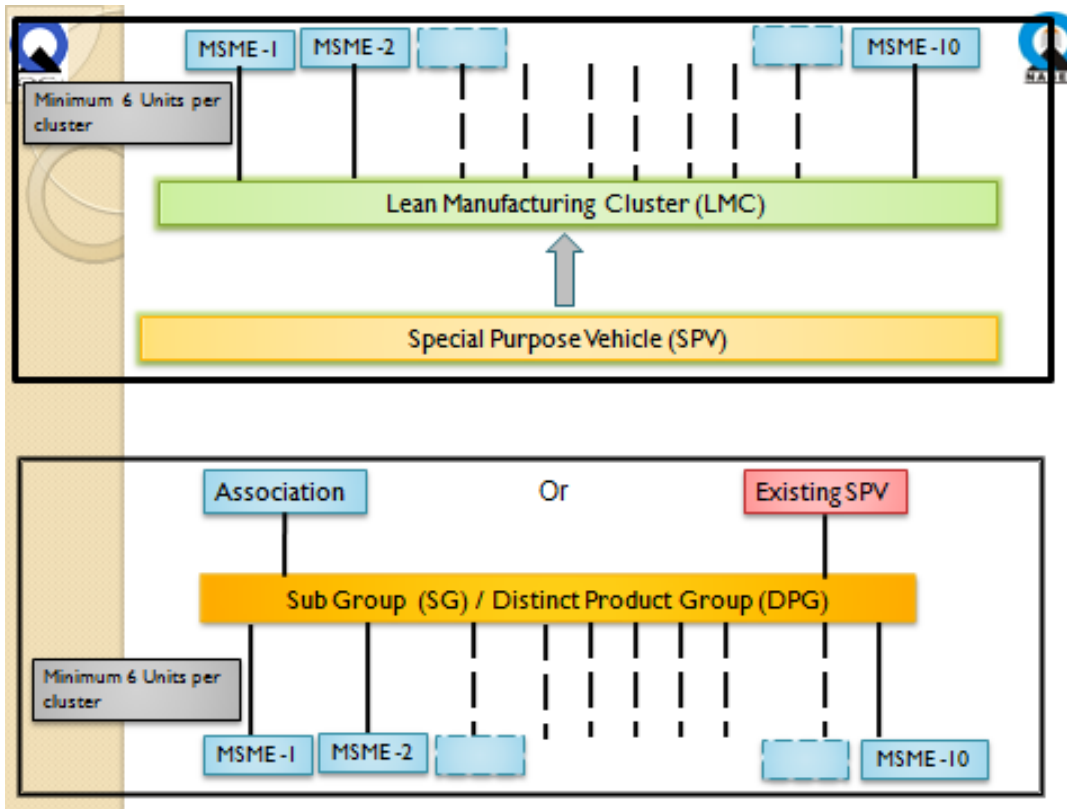 MSME -1
MSME -2
MSME -10
Minimum 6 Units per
cluster
Lean Manufacturing Cluster (LMC)
Special Purpose Vehicle (SPV)
Association
Or
Existing SPV
Sub Group (SG) / Distinct Product Group (DPG)
Minimum 6 Units per
cluster
MSME -1
MSME -2
MSME -10